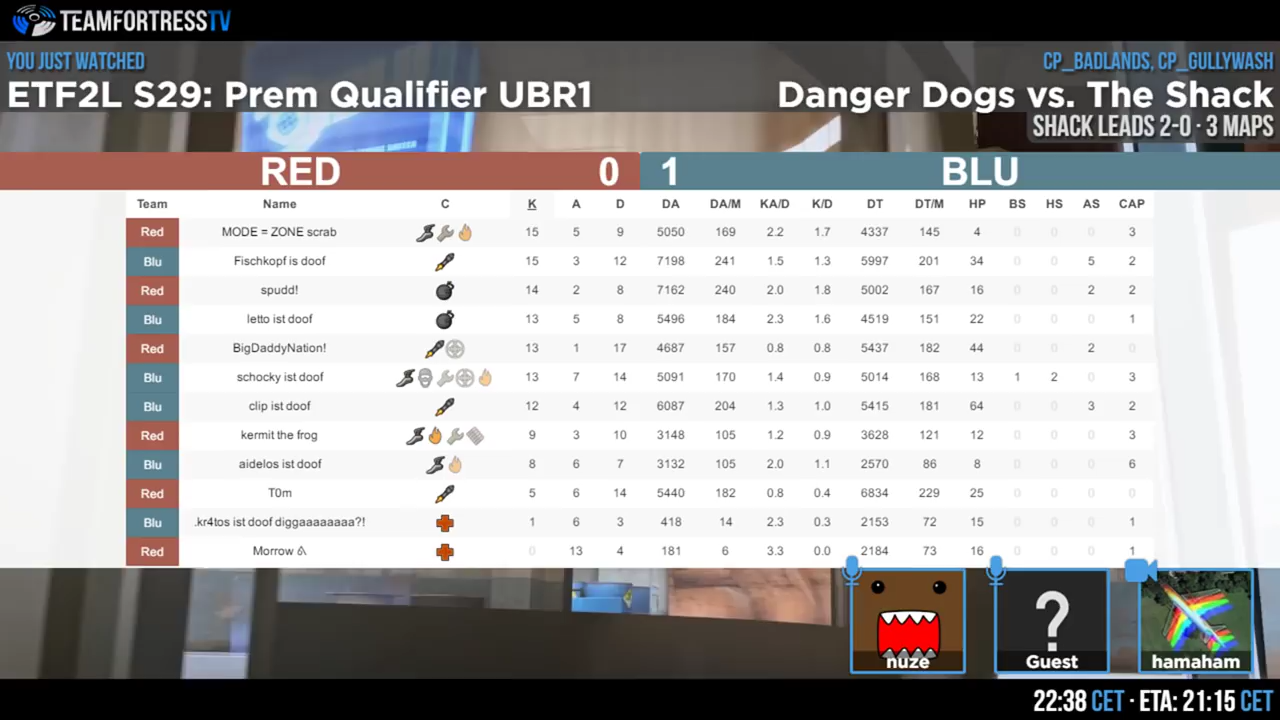 TEAMFORTRESSTV
YOU JUST WATCHED
CP_BADLANDS, CP_GULLYWASH
ETF2L S29: Prem Qualifier UBR1
Danger Dogs vs. The Shack
SHACK LEADS 2-0 · 3 MAPS
RED 0 1 BLU
Team Name C K A D DA DA/M KA/D K/D DT DT/M HP BS HS AS CAP
Red MODE = ZONE scrab 15 5 9 5050 169 2.2 1.7 4337 145 4 0 0 0 3
Blu Fischkopf is doof 15 3 12 7198 241 1.5 1.3 5997 201 34 0 0 5 2
Red spudd! 14 2 8 7162 240 2.0 1.8 5002 167 16 0 0 2 2
Blu letto ist doof 13 5 8 5496 184 2.3 1.6 4519 151 22 0 0 0 1
Red BigDaddyNation! 13 1 17 4687 157 0.8 0.8 5437 182 44 0 0 2 0
Blu schocky ist doof 13 7 14 5091 170 1.4 0.9 5014 168 13 1 2 0 3
Blu clip ist doof 12 4 12 6087 204 1.3 1.0 5415 181 64 0 0 3 2
Red kermit the frog 9 3 10 3148 105 1.2 0.9 3628 121 12 0 0 0 3
Blu aidelos ist doof 8 6 7 3132 105 2.0 1.1 2570 86 8 0 0 0 6
Red T0m 5 6 14 5440 182 0.8 0.4 6834 229 25 0 0 0 0
Blu .kr4tos ist doof diggaaaaaaaa?! 1 6 3 418 14 2.3 0.3 2153 72 15 0 0 0 1
Red Morrow 0 13 4 181 6 3.3 0.0 2184 73 16 0 0 0 1
nuze
?
Guest
hamaham
22:38 CET · ETA: 21:15 CET